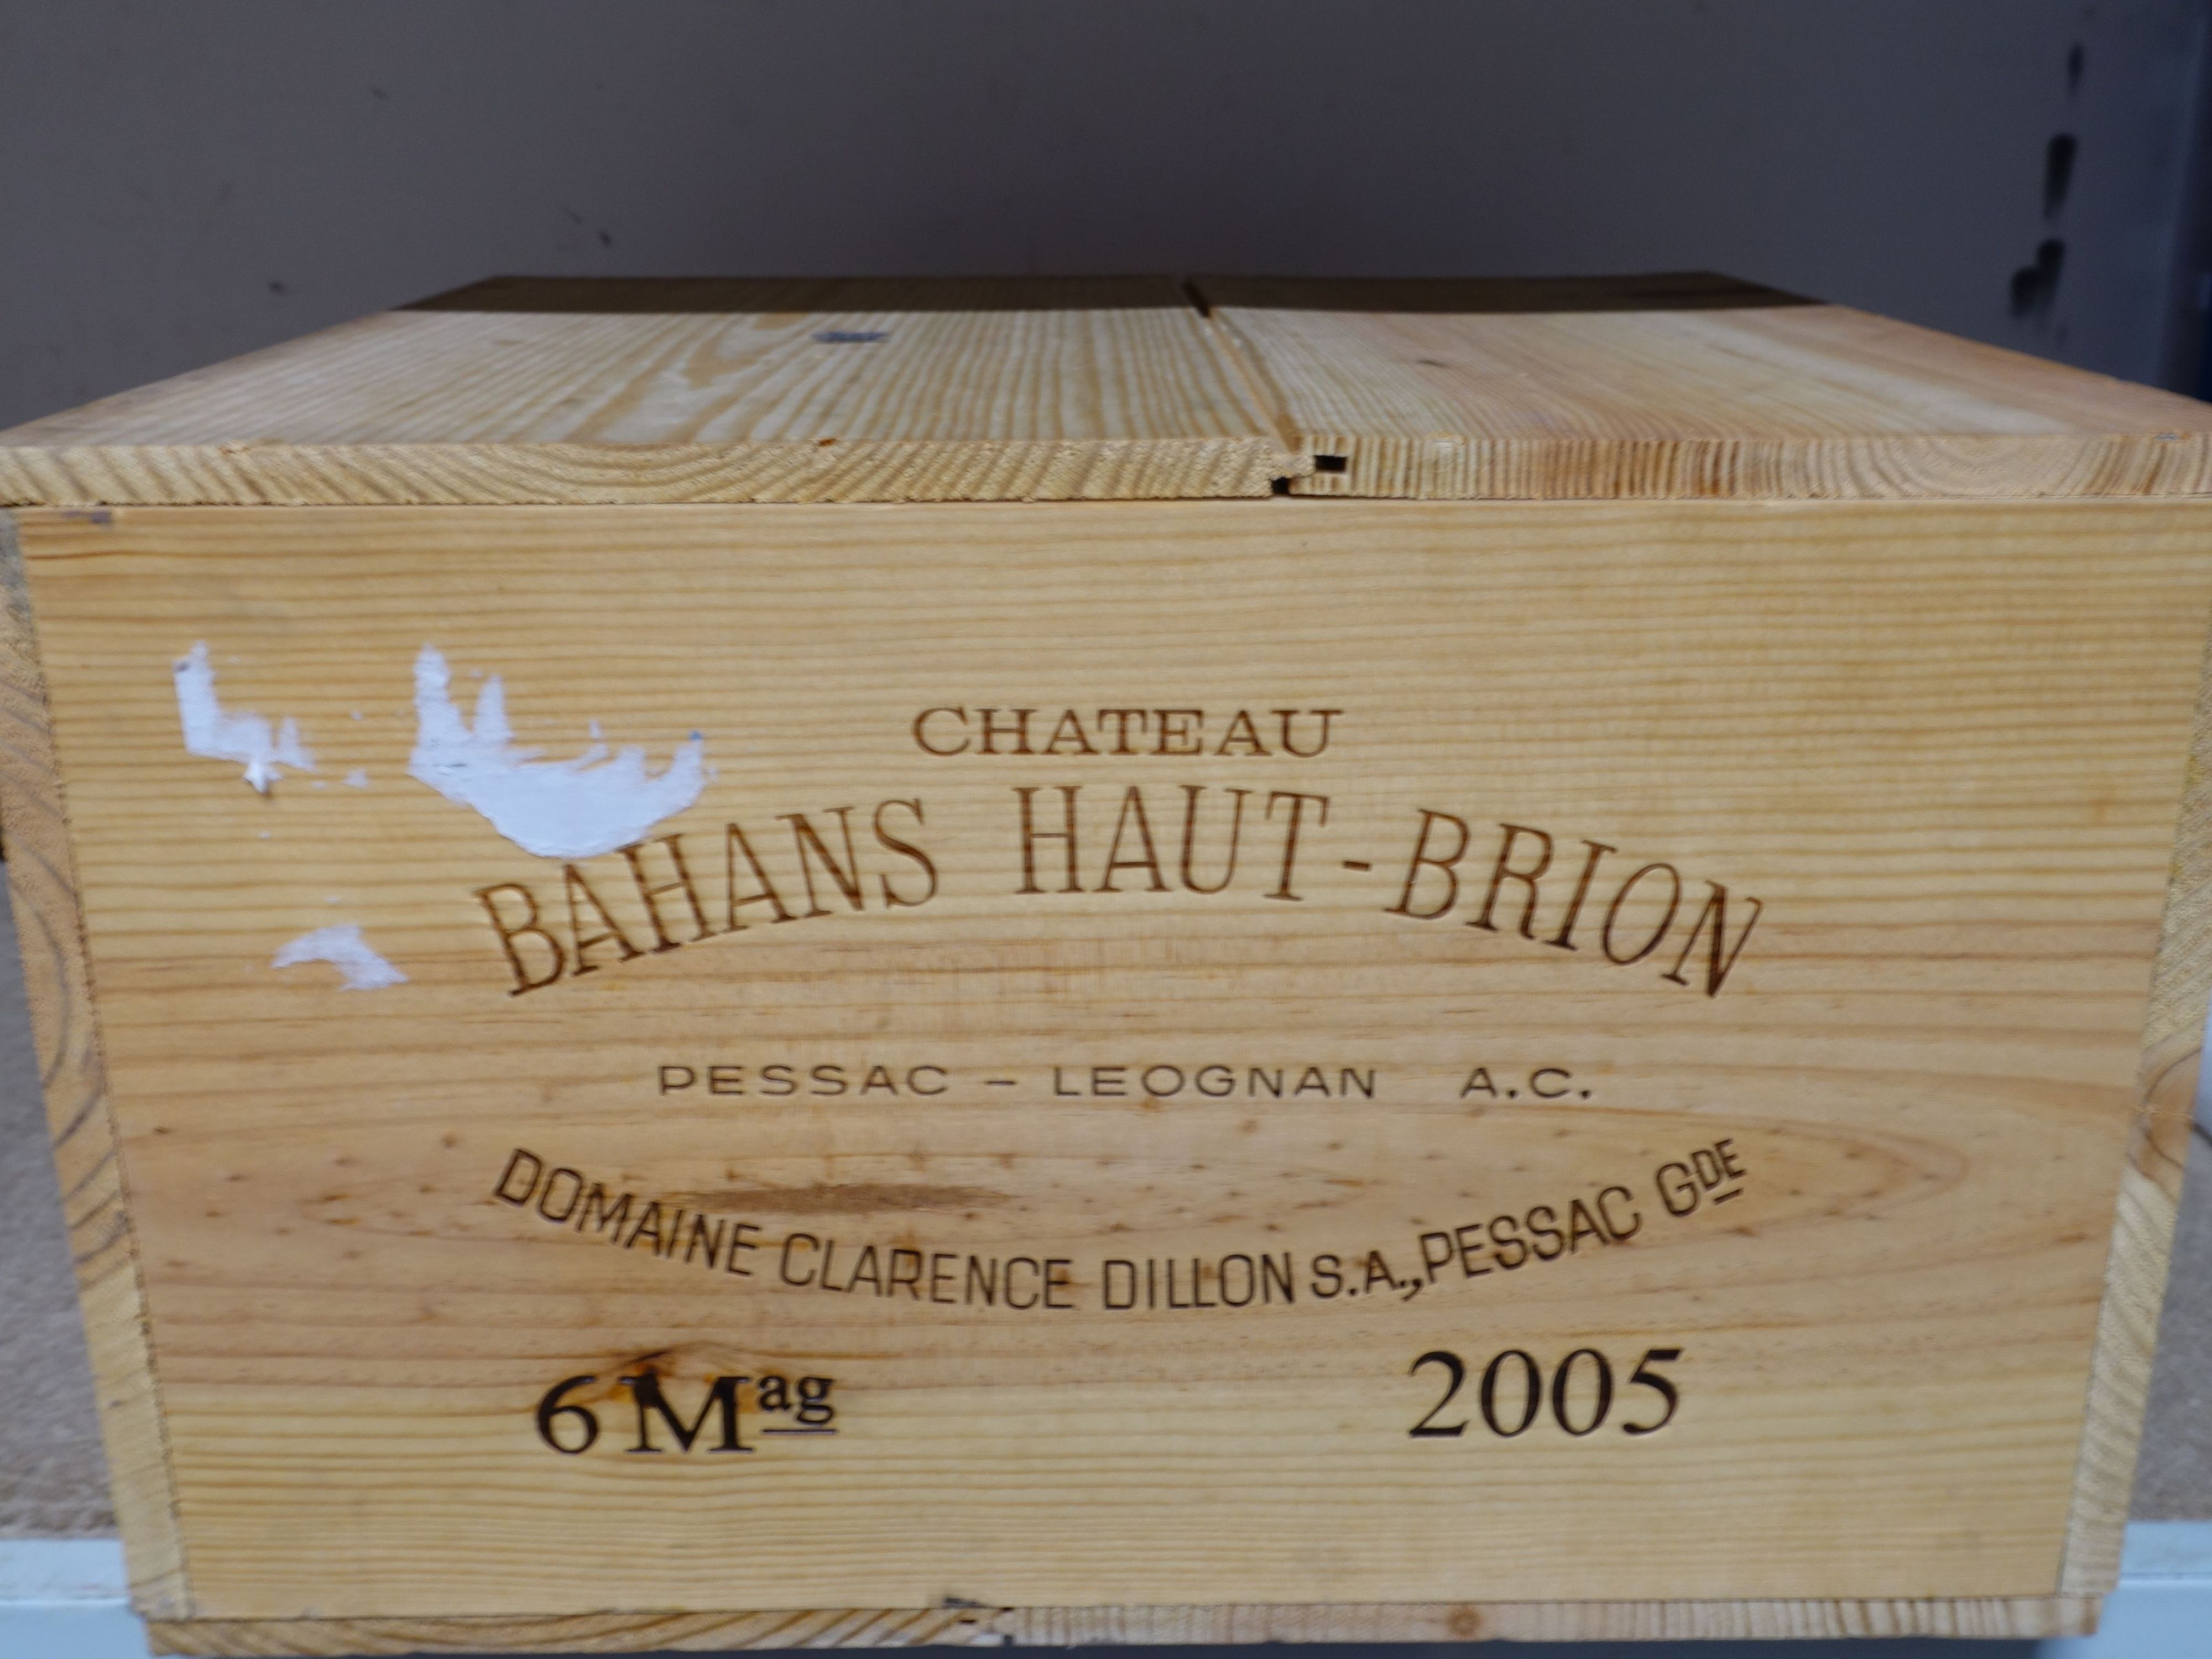 CHATEAU
BAHANS HAUT-BRION
PESSAC - LEOGNAN A.C.
DOMAINE CLARENCE DILLON S.A., PESSAC GDE
6 Mag 2005